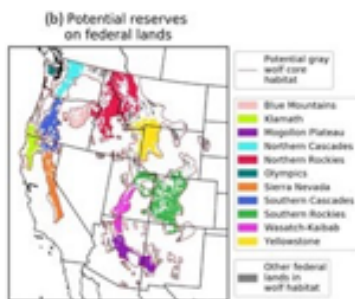 (b) Potential reserves
on federal lands
Potential gray
wolf core
habitat
Blue Mountains
Klamath
Mogollon Plateau
Northern Cascades
Northern Rockies
Olympics
Sierra Nevada
Southern Cascades
Southern Rockies
Wasatch-Kaibab
Yellowstone
Other federal
lands in
wolf habitat